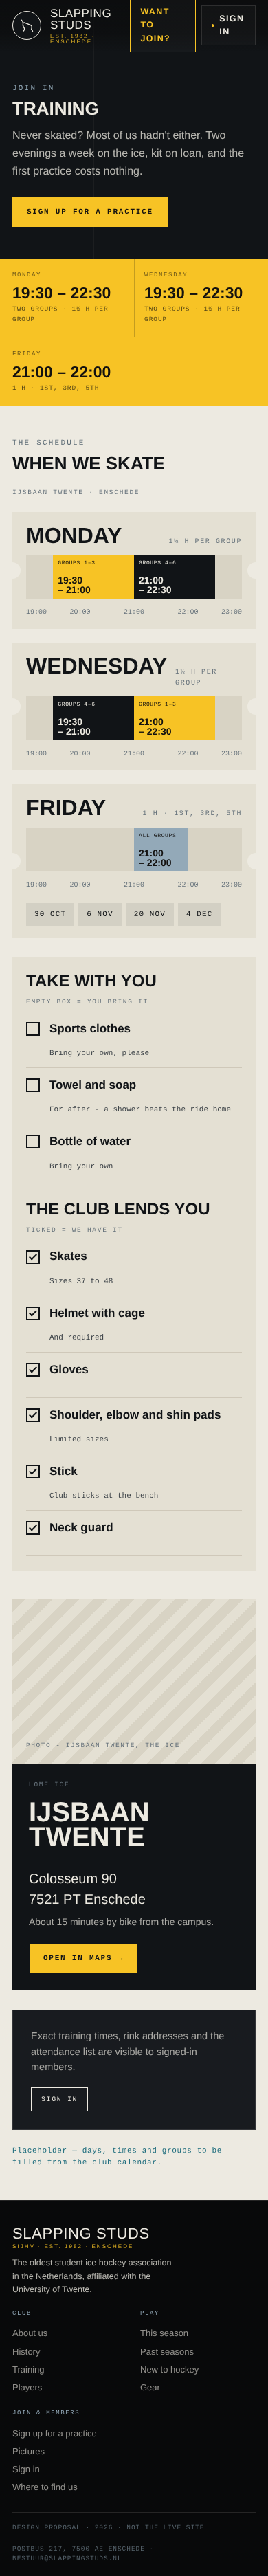 SLAPPING
STUDS
EST. 1982 ·
ENSCHEDE
WANT
TO
JOIN?
SIGN
IN
JOIN IN
TRAINING
Never skated? Most of us hadn't either. Two
evenings a week on the ice, kit on loan, and the
first practice costs nothing.
SIGN UP FOR A PRACTICE
MONDAY
19:30 – 22:30
TWO GROUPS · 1½ H PER
GROUP
WEDNESDAY
19:30 – 22:30
TWO GROUPS · 1½ H PER
GROUP
FRIDAY
21:00 – 22:00
1 H · 1ST, 3RD, 5TH
THE SCHEDULE
WHEN WE SKATE
IJSBAAN TWENTE · ENSCHEDE
MONDAY
1½ H PER GROUP
GROUPS 1–3
19:30
– 21:00
GROUPS 4–6
21:00
– 22:30
19:00 20:00 21:00 22:00 23:00
WEDNESDAY
1½ H PER
GROUP
GROUPS 4–6
19:30
– 21:00
GROUPS 1–3
21:00
– 22:30
19:00 20:00 21:00 22:00 23:00
FRIDAY
1 H · 1ST, 3RD, 5TH
ALL GROUPS
21:00
– 22:00
19:00 20:00 21:00 22:00 23:00
30 OCT 6 NOV 20 NOV 4 DEC
TAKE WITH YOU
EMPTY BOX = YOU BRING IT
Sports clothes
Bring your own, please
Towel and soap
For after - a shower beats the ride home
Bottle of water
Bring your own
THE CLUB LENDS YOU
TICKED = WE HAVE IT
Skates
Sizes 37 to 48
Helmet with cage
And required
Gloves
Shoulder, elbow and shin pads
Limited sizes
Stick
Club sticks at the bench
Neck guard
PHOTO - IJSBAAN TWENTE, THE ICE
HOME ICE
IJSBAAN
TWENTE
Colosseum 90
7521 PT Enschede
About 15 minutes by bike from the campus.
OPEN IN MAPS →
Exact training times, rink addresses and the
attendance list are visible to signed-in
members.
SIGN IN
Placeholder — days, times and groups to be
filled from the club calendar.
SLAPPING STUDS
SIJHV · EST. 1982 · ENSCHEDE
The oldest student ice hockey association
in the Netherlands, affiliated with the
University of Twente.
CLUB
About us
History
Training
Players
PLAY
This season
Past seasons
New to hockey
Gear
JOIN & MEMBERS
Sign up for a practice
Pictures
Sign in
Where to find us
DESIGN PROPOSAL · 2026 · NOT THE LIVE SITE
POSTBUS 217, 7500 AE ENSCHEDE ·
BESTUUR@SLAPPINGSTUDS.NL